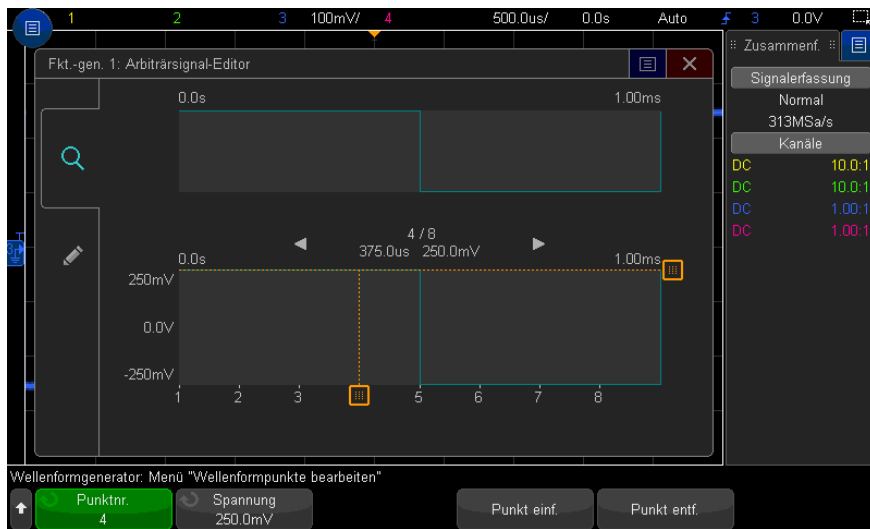 1 2 3 100mV/ 4 500.0us/ 0.0s Auto 3 0.0V
Fkt.-gen. 1: Arbiträrsignal-Editor
0.0s 1.00ms
4 / 8
375.0us 250.0mV
0.0s 1.00ms
250mV
0.0V
-250mV
1 2 3 5 6 7 8
Zusammenf.
Signalerfassung
Normal
313MSa/s
Kanäle
DC 10.0:1
DC 10.0:1
DC 1.00:1
DC 1.00:1
Wellenformgenerator: Menü "Wellenformpunkte bearbeiten"
Punktnr.
4
Spannung
250.0mV
Punkt einf.
Punkt entf.